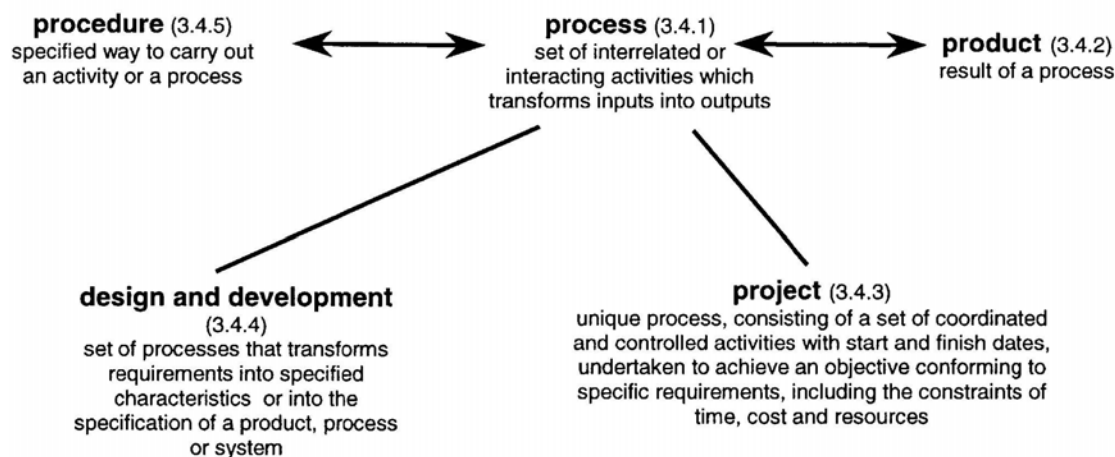 procedure (3.4.5)
specified way to carry out
an activity or a process
process (3.4.1)
set of interrelated or
interacting activities which
transforms inputs into outputs
product (3.4.2)
result of a process
design and development
(3.4.4)
set of processes that transforms
requirements into specified
characteristics or into the
specification of a product, process
or system
project (3.4.3)
unique process, consisting of a set of coordinated
and controlled activities with start and finish dates,
undertaken to achieve an objective conforming to
specific requirements, including the constraints of
time, cost and resources